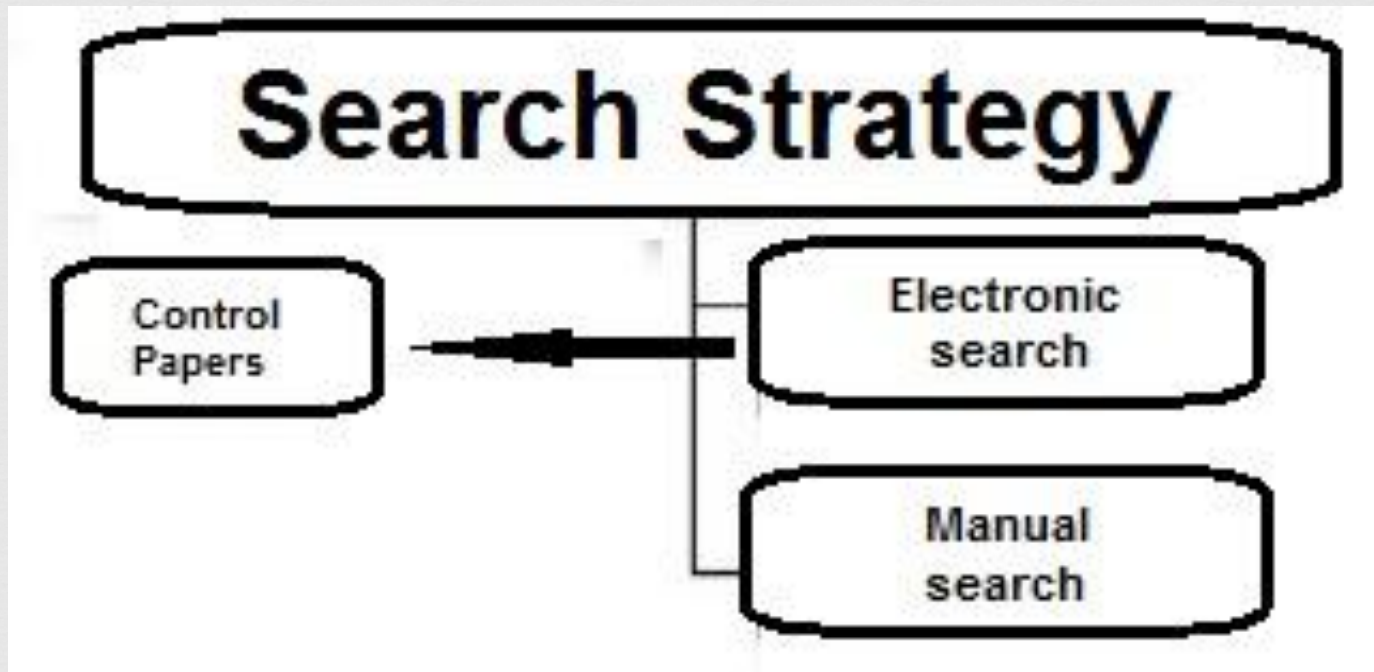 Search Strategy
Control
Papers
Electronic
search
Manual
search